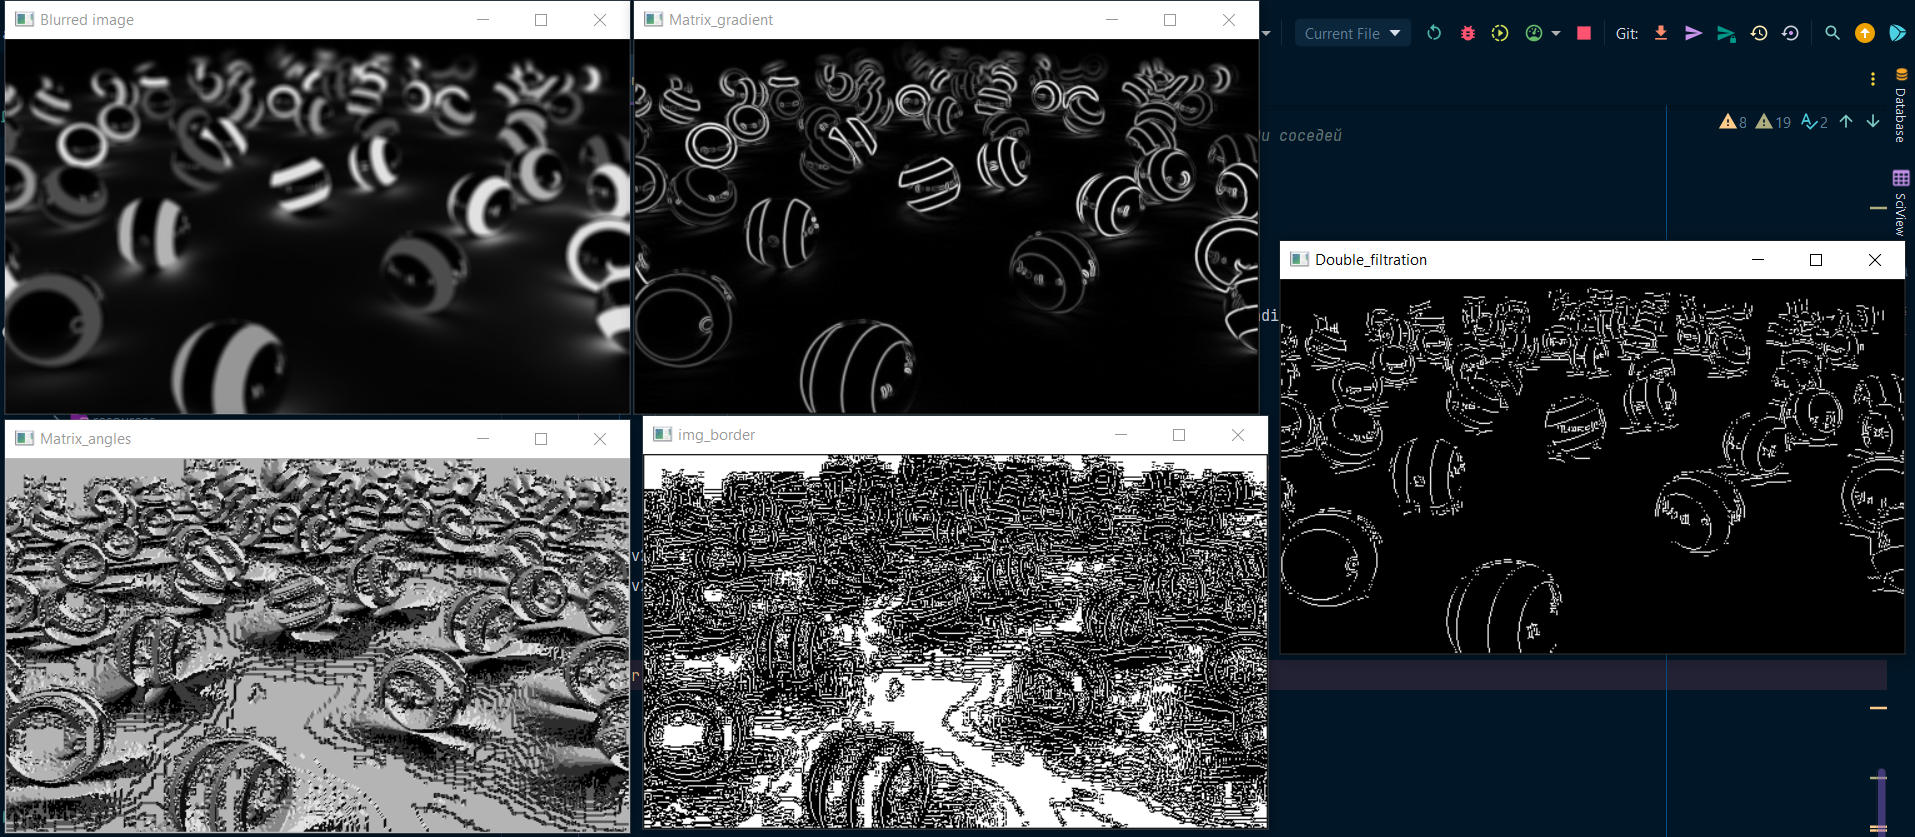 Blurred image
Matrix_gradient
Current File
Git:
8 19 2
и соседей
Database
SciView
Double_filtration
di
Matrix_angles
img_border
v
v
r